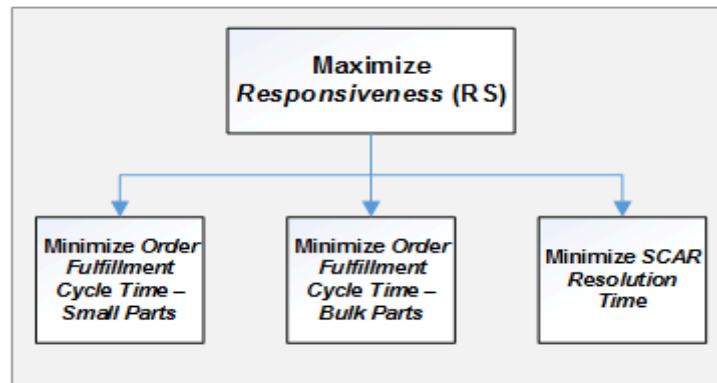 Maximize
Responsiveness (RS)
Minimize Order
Fulfillment
Cycle Time –
Small Parts
Minimize Order
Fulfillment
Cycle Time –
Bulk Parts
Minimize SCAR
Resolution
Time